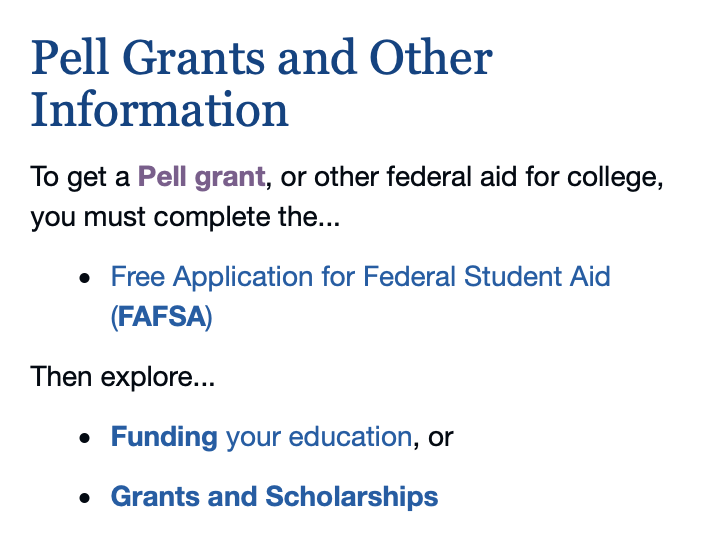 Pell Grants and Other
Information
To get a Pell grant, or other federal aid for college,
you must complete the...
• Free Application for Federal Student Aid
(FAFSA)
Then explore...
• Funding your education, or
• Grants and Scholarships